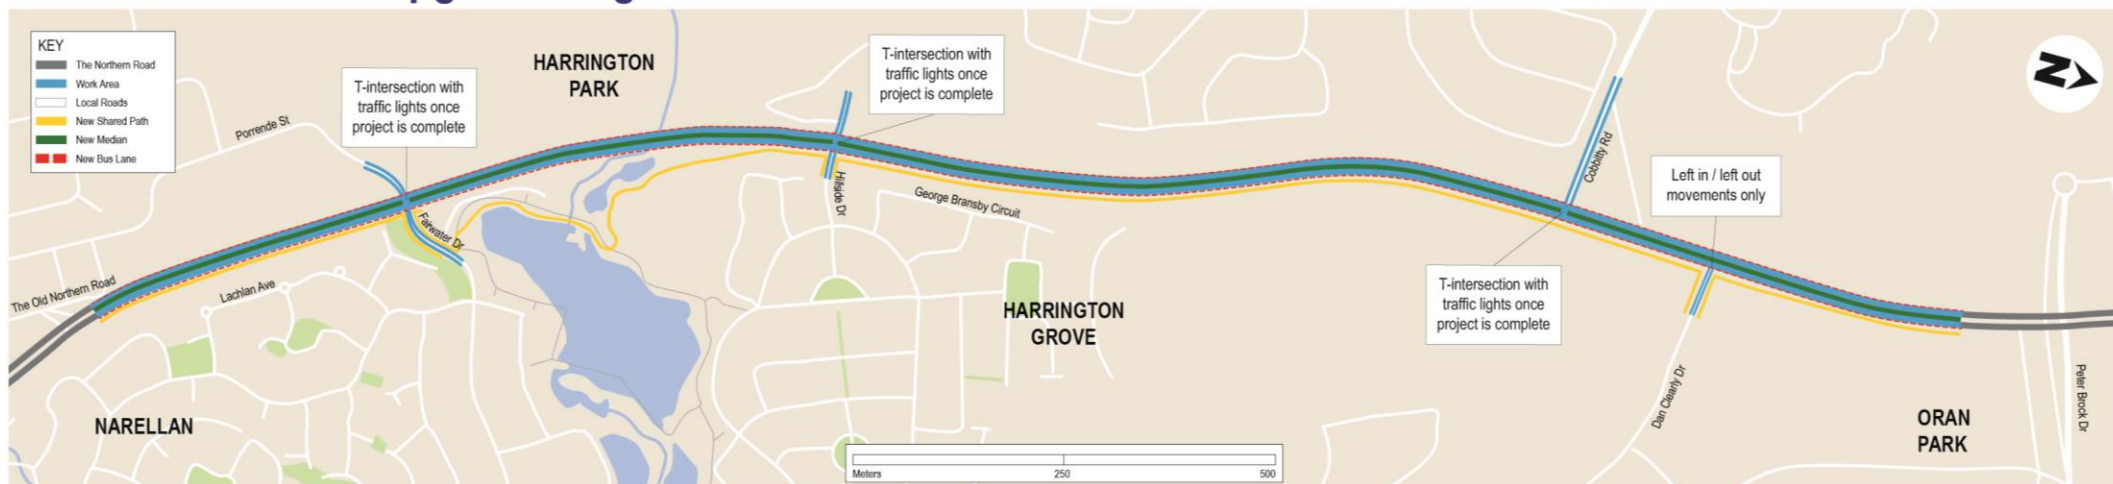 KEY
The Northern Road
Work Area
Local Roads
New Shared Path
New Median
New Bus Lane
T-intersection with
traffic lights once
project is complete
HARRINGTON
PARK
T-intersection with
traffic lights once
project is complete
N
Porrende St
Cobbitty Rd
Left in / left out
movements only
Hillside Dr
George Bransby Circuit
Fairwater Dr
The Old Northern Road
Lachlan Ave
T-intersection with
traffic lights once
project is complete
HARRINGTON
GROVE
Dan Clearly Dr
Peter Brock Dr
NARELLAN
ORAN
PARK
Meters 250 500